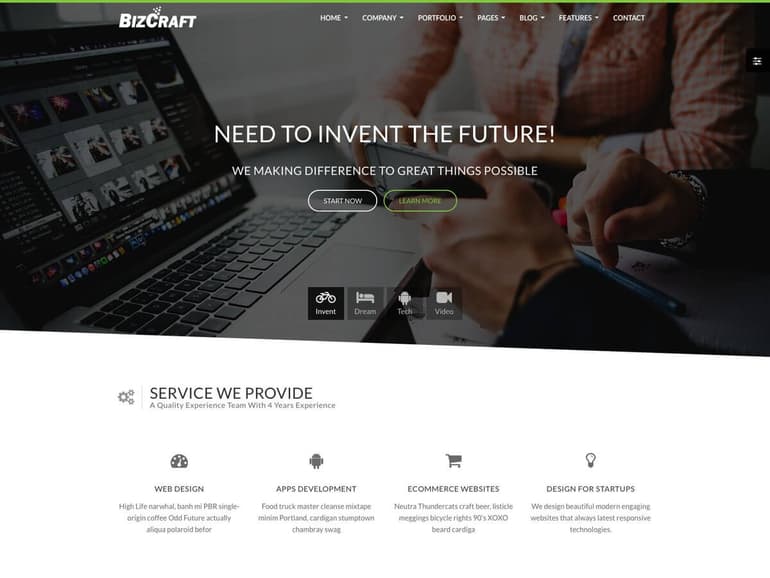 BizCraft
HOME COMPANY PORTFOLIO PAGES BLOG FEATURES CONTACT
NEED TO INVENT THE FUTURE!
WE MAKING DIFFERENCE TO GREAT THINGS POSSIBLE
START NOW LEARN MORE
Invent Dream Tech Video
SERVICE WE PROVIDE
A Quality Experience Team With 4 Years Experience
WEB DESIGN
High Life narwhal, banh mi PBR single-
origin coffee Odd Future actually
aliqua polaroid befor
APPS DEVELOPMENT
Food truck master cleanse mixtape
minim Portland, cardigan stumptown
chambray swag
ECOMMERCE WEBSITES
Neutra Thundercats craft beer, listicle
meggings bicycle rights 90's XOXO
beard cardiga
DESIGN FOR STARTUPS
We design beautiful modern engaging
websites that always latest responsive
technologies.